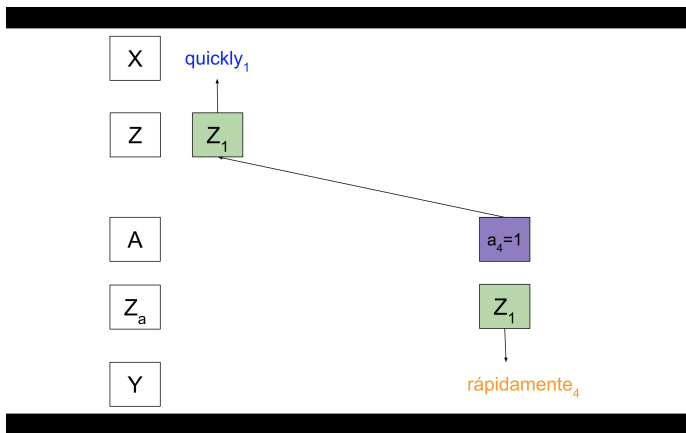 X quickly₁
Z Z₁
A a₄=1
Zₐ Z₁
Y rápidamente₄